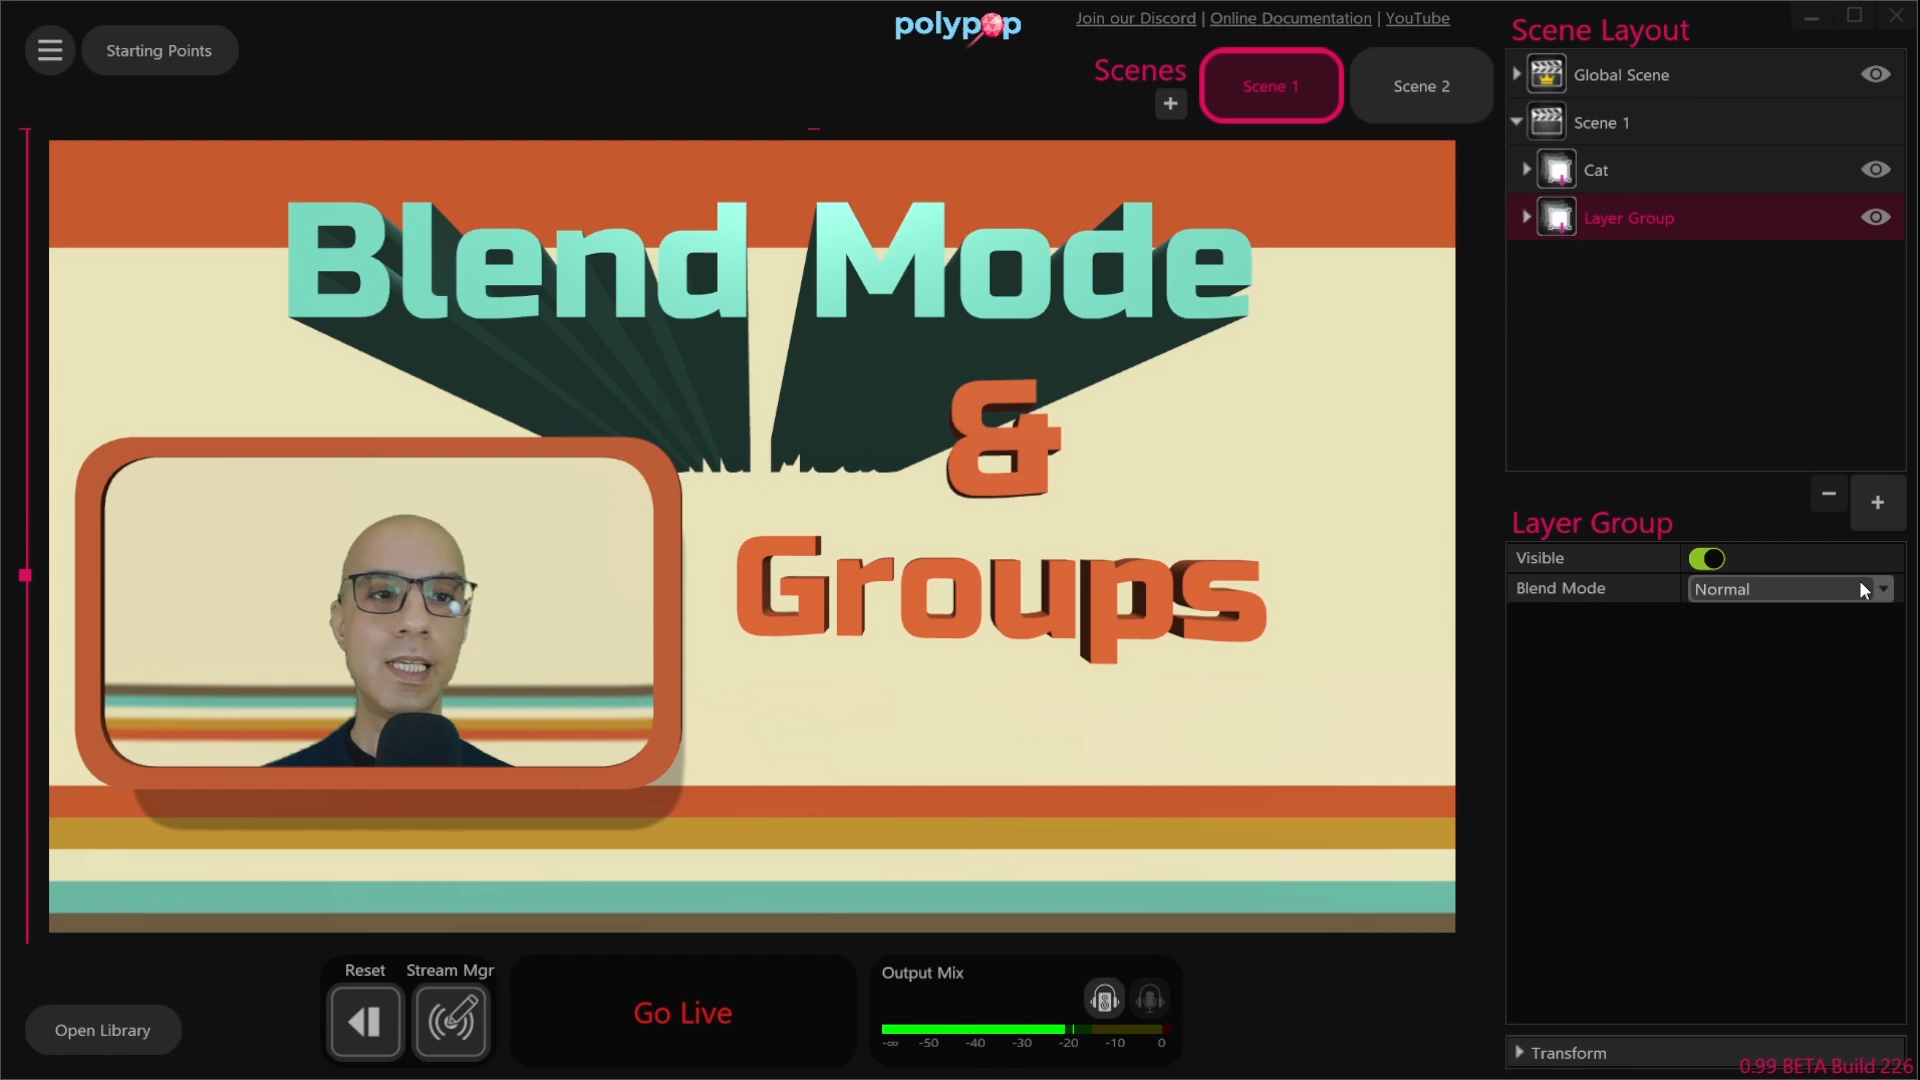 polypop
Join our Discord | Online Documentation | YouTube
Starting Points
Scenes
+
Scene 1
Scene 2
Scene Layout
Global Scene
Scene 1
Cat
Layer Group
Blend Mode
&
Groups
− +
Layer Group
Visible
Blend Mode Normal
Reset Stream Mgr
Go Live
Output Mix
-∞ -50 -40 -30 -20 -10 0
Open Library
Transform
0.99 BETA Build 226